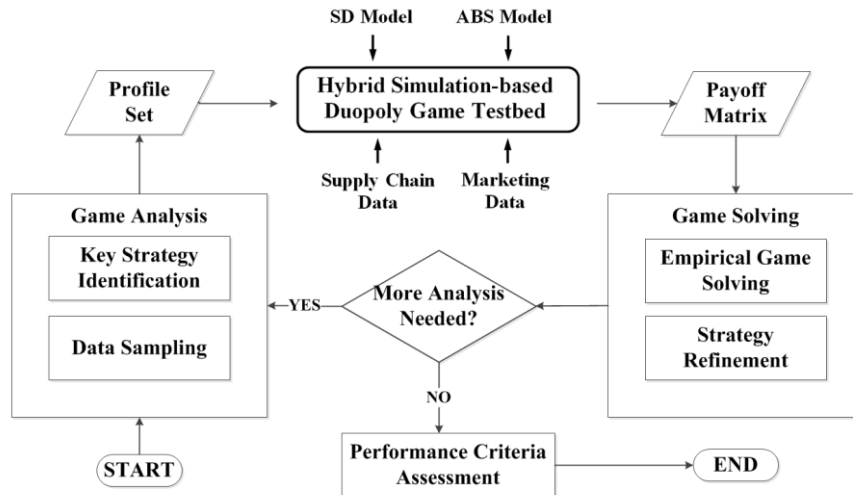 SD Model
ABS Model
Profile
Set
Hybrid Simulation-based
Duopoly Game Testbed
Payoff
Matrix
Supply Chain
Data
Marketing
Data
Game Analysis
Key Strategy
Identification
Data Sampling
YES
More Analysis
Needed?
Game Solving
Empirical Game
Solving
Strategy
Refinement
NO
START
Performance Criteria
Assessment
END